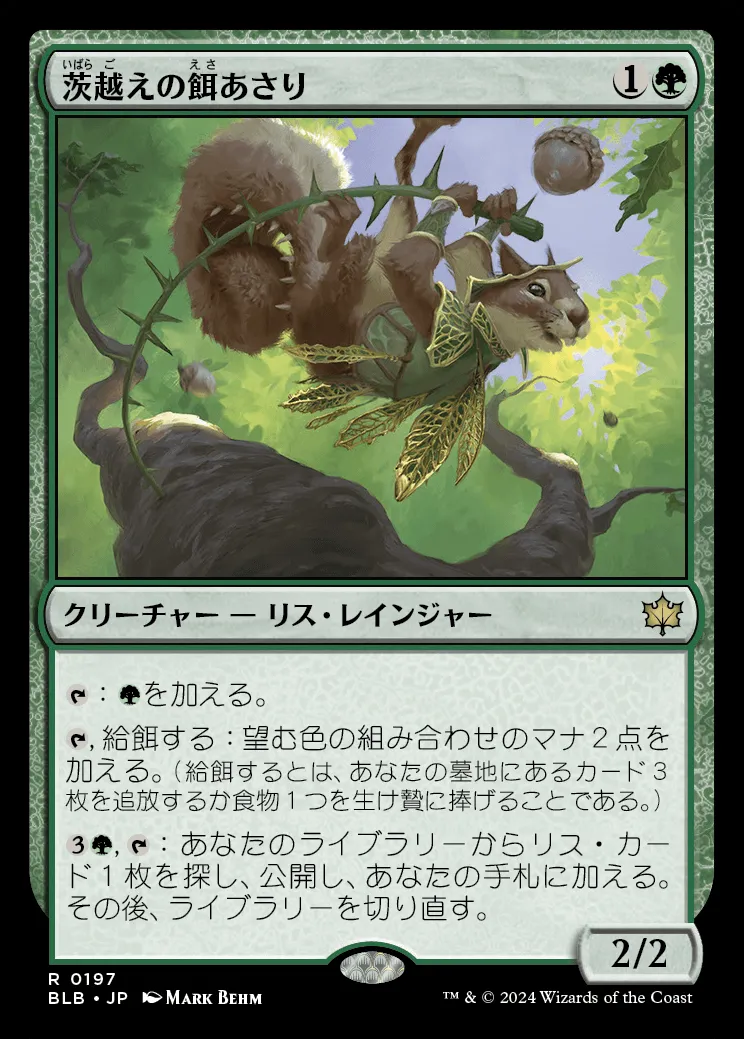 いばら ご えさ
茨越えの餌あさり 1
クリーチャー — リス・レインジャー
：を加える。
, 給餌する：望む色の組み合わせのマナ2点を
加える。（給餌するとは、あなたの墓地にあるカード3
枚を追放するか食物1つを生け贄に捧げることである。）
3, ：あなたのライブラリーからリス・カー
ド1枚を探し、公開し、あなたの手札に加える。
その後、ライブラリーを切り直す。
2/2
R 0197
BLB • JP Mark Behm
™ & © 2024 Wizards of the Coast